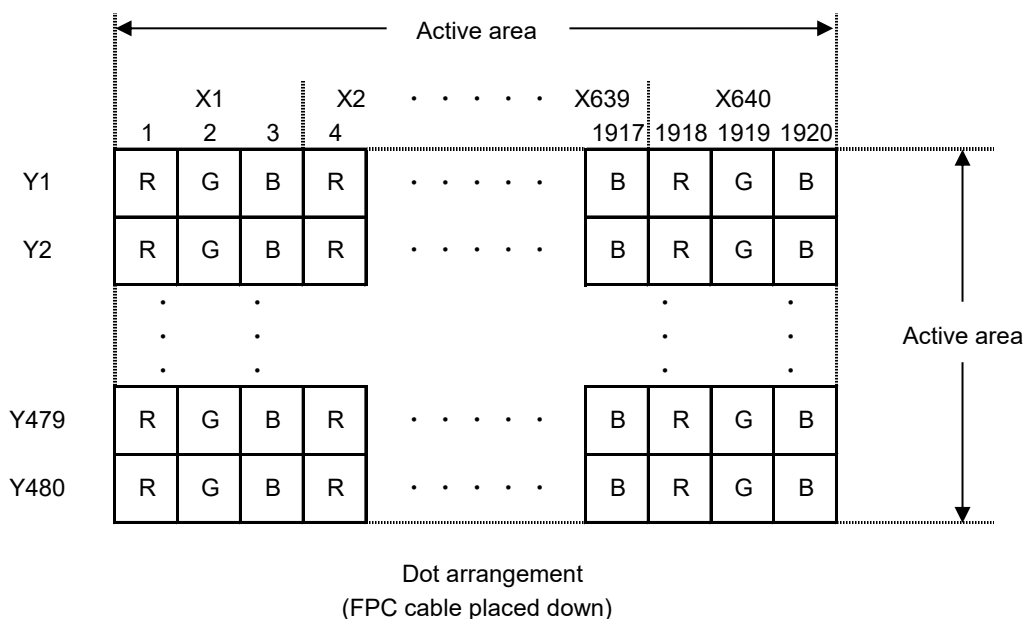 Active area
X1 X2 · · · · · X639 X640
1 2 3 4 1917 1918 1919 1920
Y1 R G B R · · · · · B R G B
Y2 R G B R · · · · · B R G B
· · · ·
· · · ·
Active area
· · · ·
Y479 R G B R · · · · · B R G B
Y480 R G B R · · · · · B R G B
Dot arrangement
(FPC cable placed down)